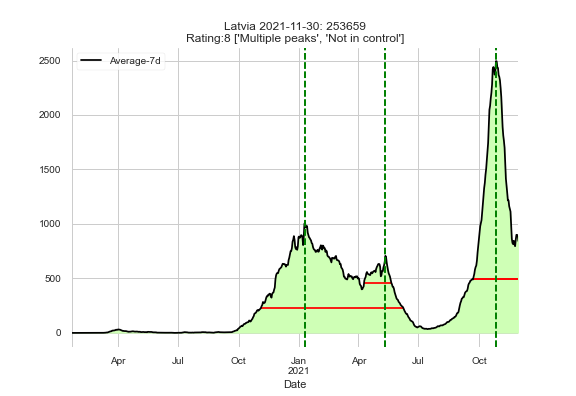 Latvia 2021-11-30: 253659
Rating:8 ['Multiple peaks', 'Not in control']
Average-7d
2500
2000
1500
1000
500
0
Apr
Jul
Oct
Jan
2021
Apr
Jul
Oct
Date